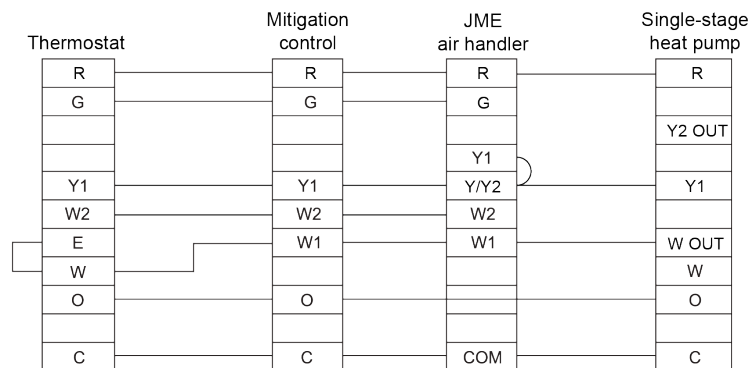 Thermostat
Mitigation
control
JME
air handler
Single-stage
heat pump
R
R
R
R
G
G
G
Y2 OUT
Y1
Y1
Y1
Y/Y2
Y1
W2
W2
W2
E
W1
W1
W OUT
W
W
O
O
O
C
C
COM
C